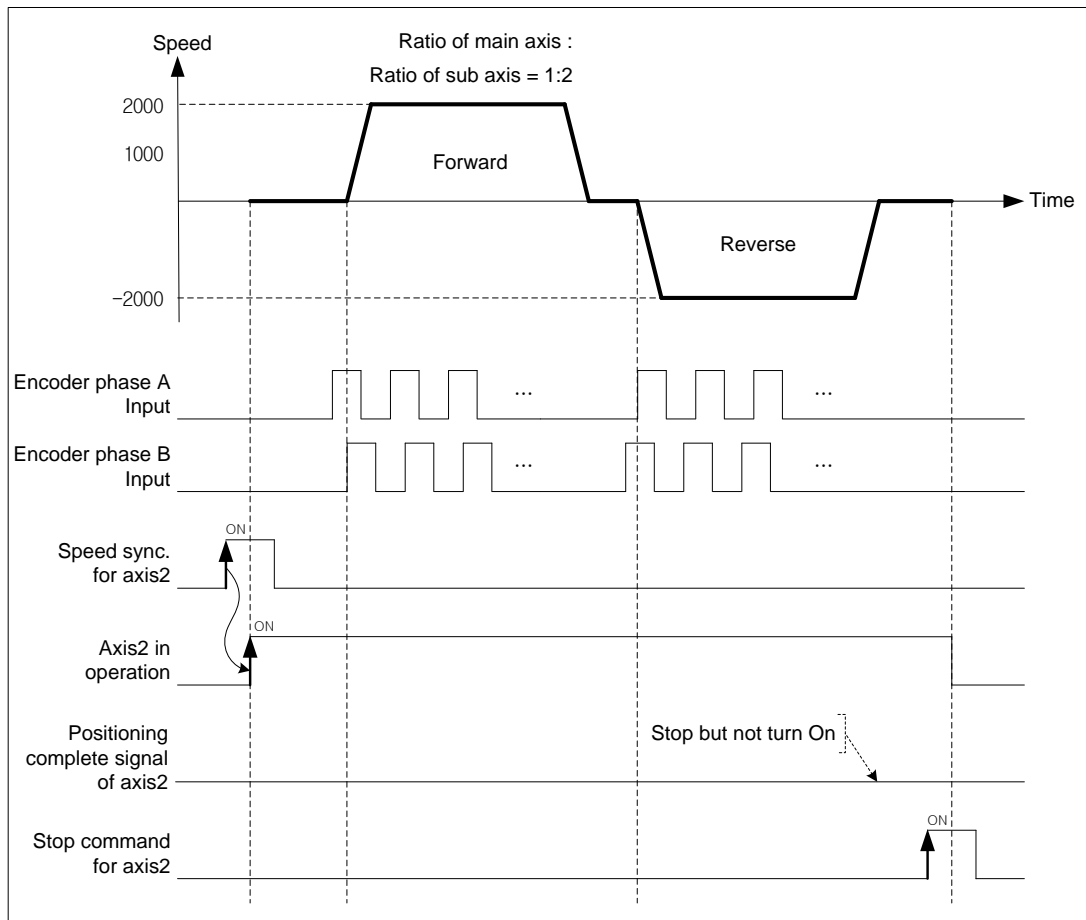 Speed
Ratio of main axis :
Ratio of sub axis = 1:2
2000
1000
Forward
Time
Reverse
−2000
Encoder phase A
Input
...
...
Encoder phase B
Input
...
...
ON
Speed sync.
for axis2
ON
Axis2 in
operation
Positioning
complete signal
of axis2
Stop but not turn On
ON
Stop command
for axis2